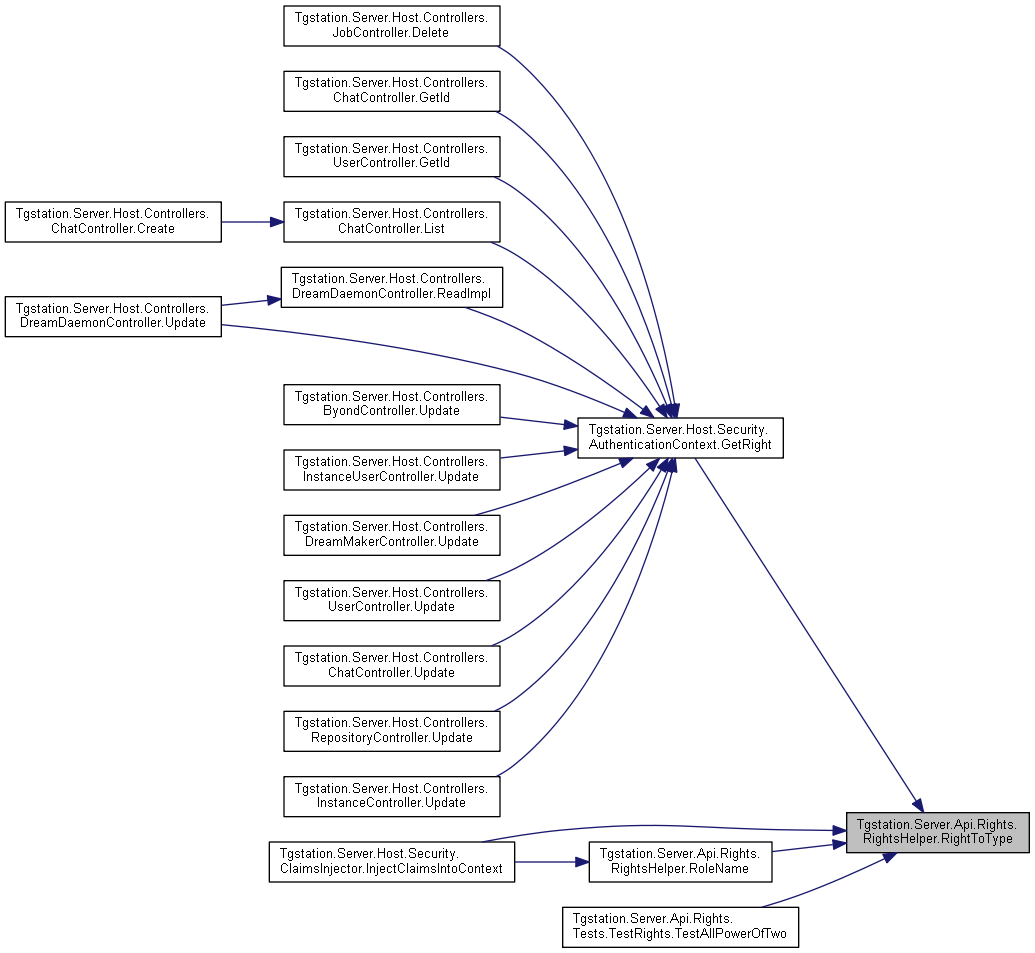 Tgstation.Server.Host.Controllers.
JobController.Delete
Tgstation.Server.Host.Controllers.
ChatController.GetId
Tgstation.Server.Host.Controllers.
UserController.GetId
Tgstation.Server.Host.Controllers.
ChatController.Create
Tgstation.Server.Host.Controllers.
ChatController.List
Tgstation.Server.Host.Controllers.
DreamDaemonController.ReadImpl
Tgstation.Server.Host.Controllers.
DreamDaemonController.Update
Tgstation.Server.Host.Controllers.
ByondController.Update
Tgstation.Server.Host.Security.
AuthenticationContext.GetRight
Tgstation.Server.Host.Controllers.
InstanceUserController.Update
Tgstation.Server.Host.Controllers.
DreamMakerController.Update
Tgstation.Server.Host.Controllers.
UserController.Update
Tgstation.Server.Host.Controllers.
ChatController.Update
Tgstation.Server.Host.Controllers.
RepositoryController.Update
Tgstation.Server.Host.Controllers.
InstanceController.Update
Tgstation.Server.Api.Rights.
RightsHelper.RightToType
Tgstation.Server.Host.Security.
ClaimsInjector.InjectClaimsIntoContext
Tgstation.Server.Api.Rights.
RightsHelper.RoleName
Tgstation.Server.Api.Rights.
Tests.TestRights.TestAllPowerOfTwo